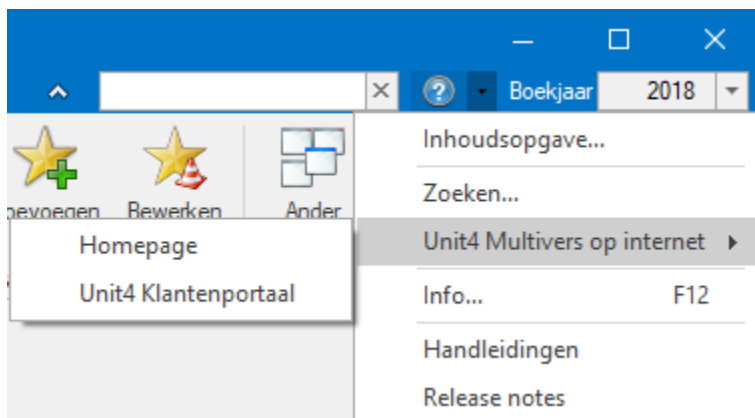 Boekjaar 2018
Inhoudsopgave...
Zoeken...
Bewerken Ander
Unit4 Multivers op internet
Homepage
Unit4 Klantenportaal
Info... F12
Handleidingen
Release notes